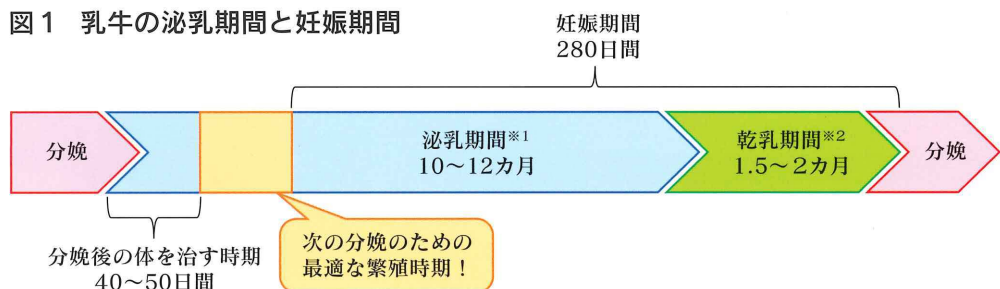 図1 乳牛の泌乳期間と妊娠期間
妊娠期間
280日間
分娩
泌乳期間※1
10〜12カ月
乾乳期間※2
1.5〜2カ月
分娩
分娩後の体を治す時期
40〜50日間
次の分娩のための
最適な繁殖時期！